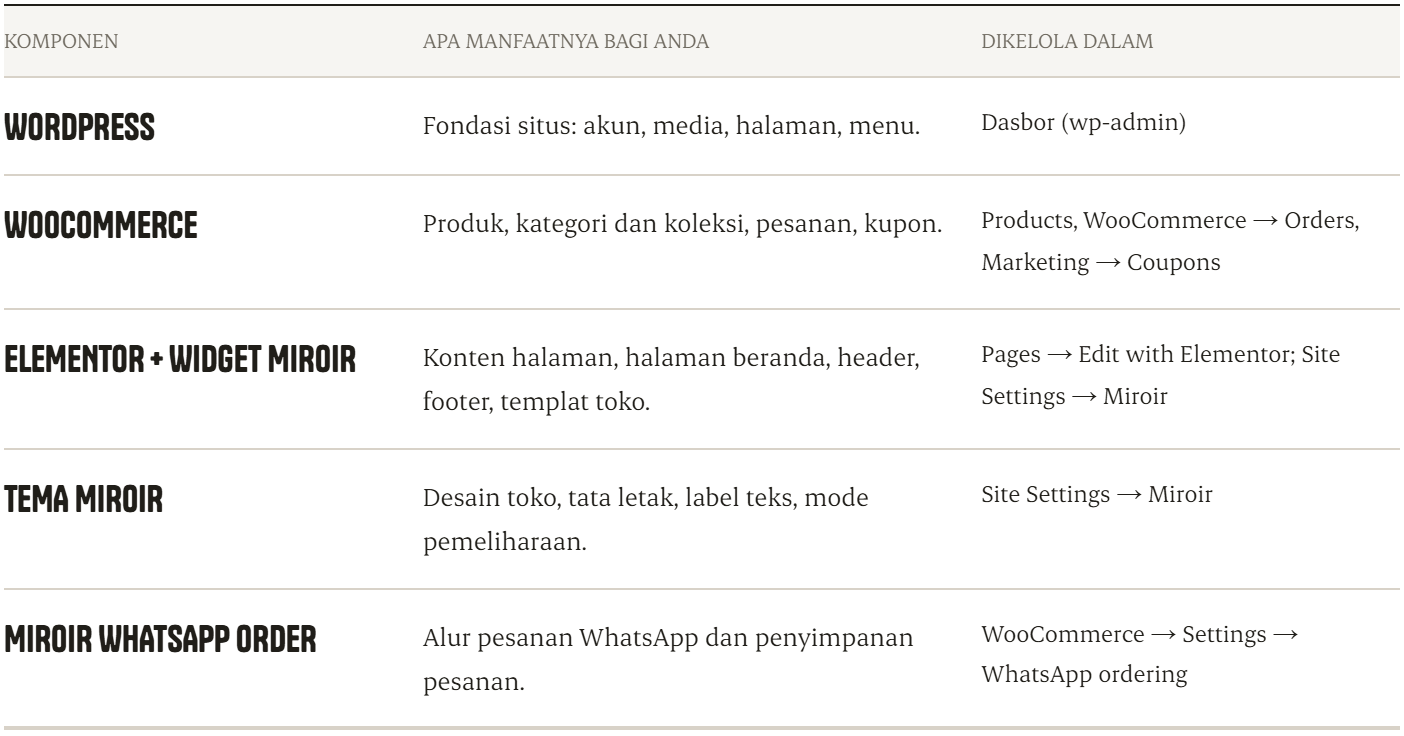 KOMPONEN
APA MANFAATNYA BAGI ANDA
DIKELOLA DALAM
WORDPRESS
Fondasi situs: akun, media, halaman, menu.
Dasbor (wp-admin)
WOOCOMMERCE
Produk, kategori dan koleksi, pesanan, kupon.
Products, WooCommerce → Orders,
Marketing → Coupons
ELEMENTOR + WIDGET MIROIR
Konten halaman, halaman beranda, header,
footer, templat toko.
Pages → Edit with Elementor; Site
Settings → Miroir
TEMA MIROIR
Desain toko, tata letak, label teks, mode
pemeliharaan.
Site Settings → Miroir
MIROIR WHATSAPP ORDER
Alur pesanan WhatsApp dan penyimpanan
pesanan.
WooCommerce → Settings →
WhatsApp ordering